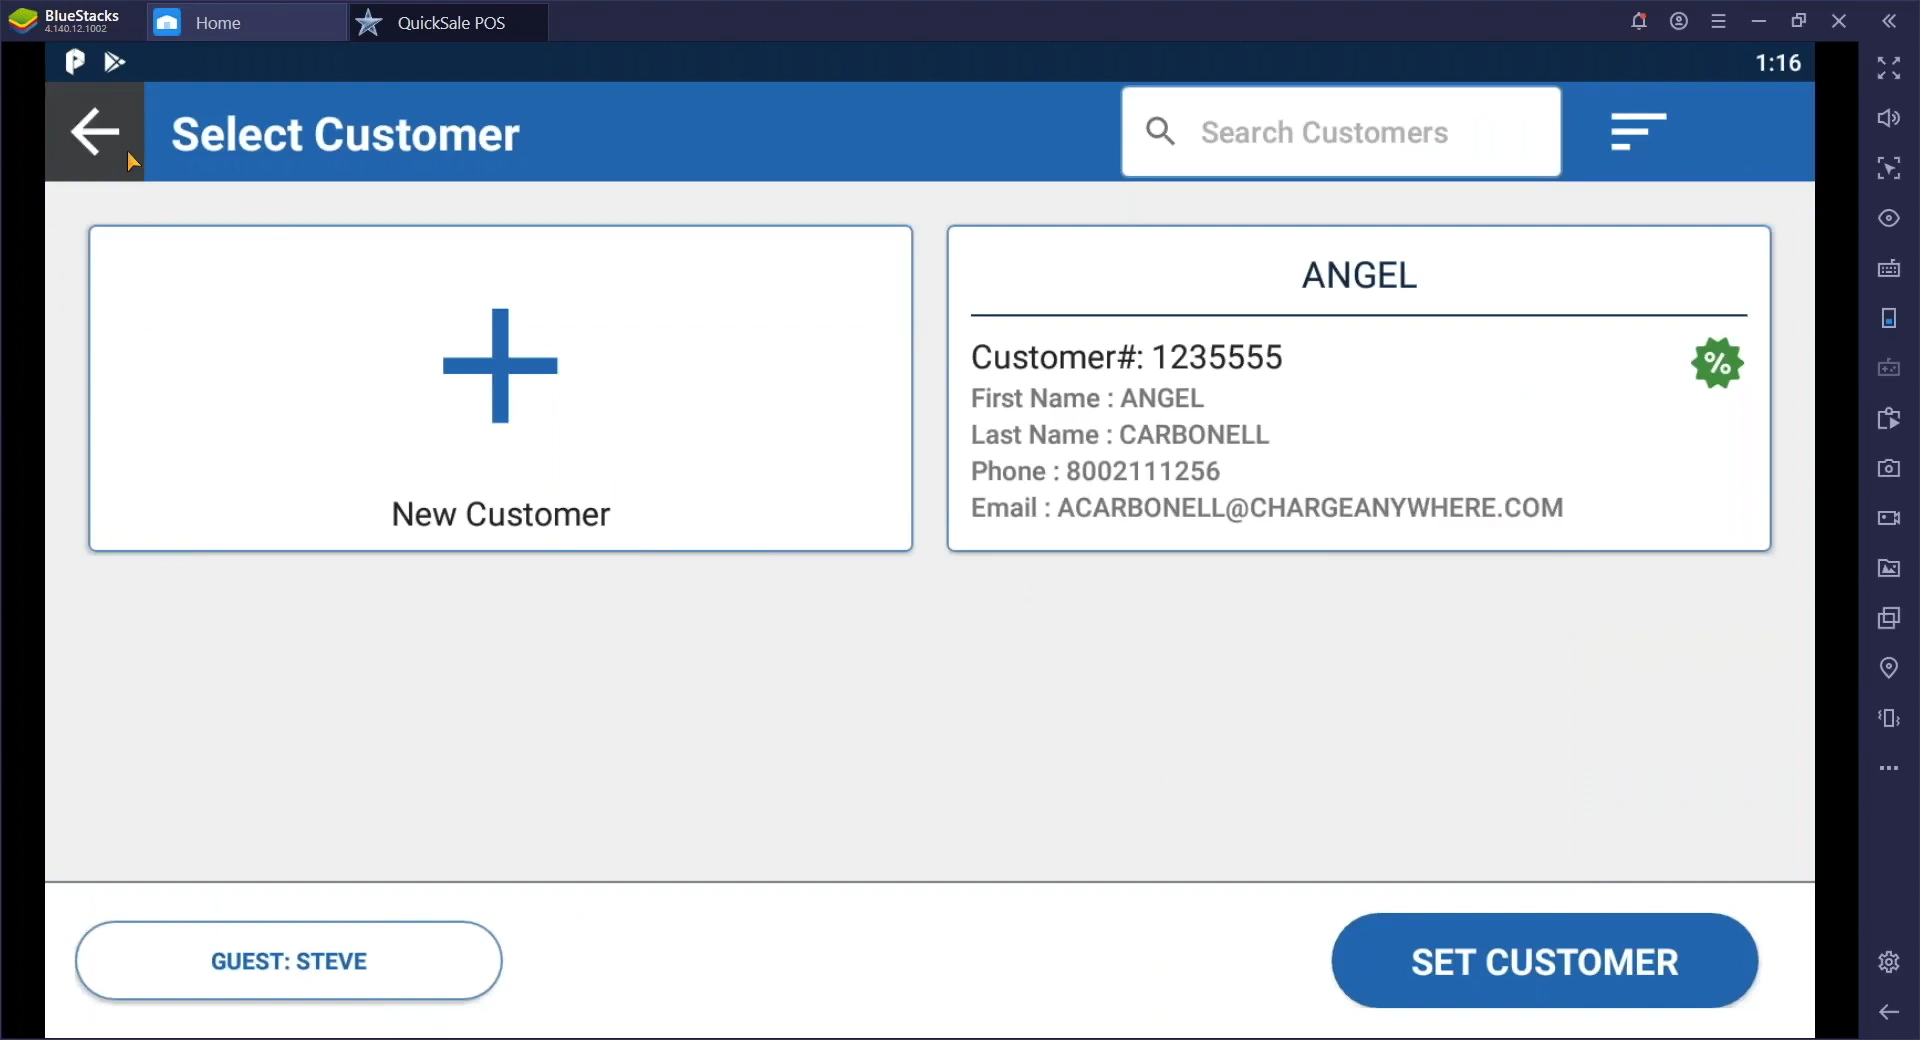 BlueStacks
4.140.12.1002
Home
QuickSale POS
1:16
Select Customer
Search Customers
New Customer
ANGEL
Customer#: 1235555
%
First Name : ANGEL
Last Name : CARBONELL
Phone : 8002111256
Email : ACARBONELL@CHARGEANYWHERE.COM
GUEST: STEVE
SET CUSTOMER